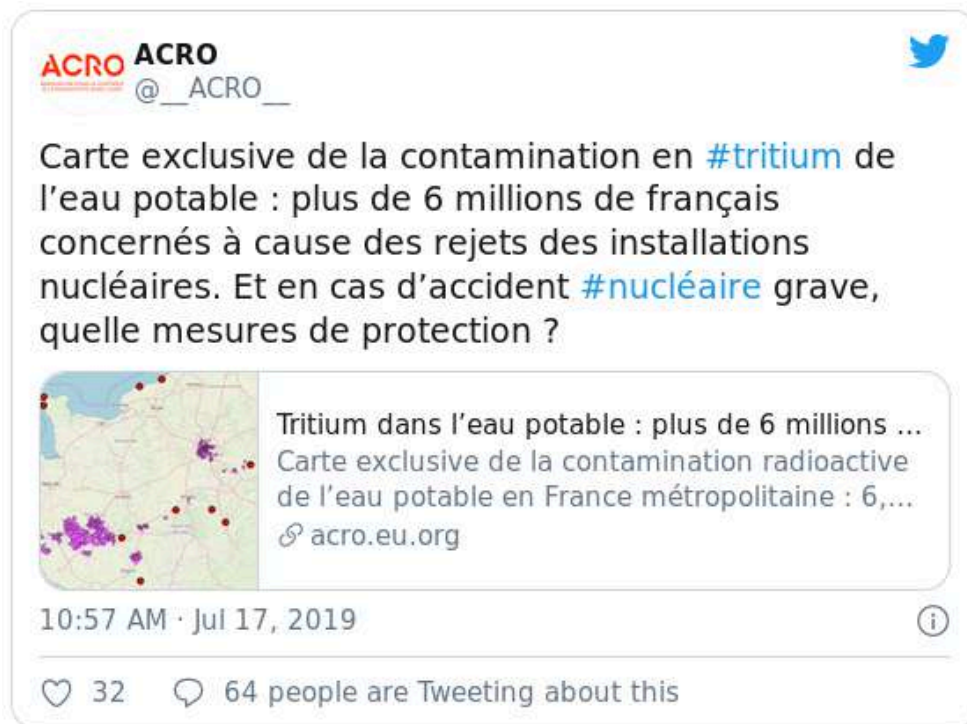 ACRO
ACRO
@__ACRO__
Carte exclusive de la contamination en #tritium de
l’eau potable : plus de 6 millions de français
concernés à cause des rejets des installations
nucléaires. Et en cas d’accident #nucléaire grave,
quelle mesures de protection ?
Tritium dans l’eau potable : plus de 6 millions ...
Carte exclusive de la contamination radioactive
de l’eau potable en France métropolitaine : 6,...
acro.eu.org
10:57 AM · Jul 17, 2019
32 64 people are Tweeting about this